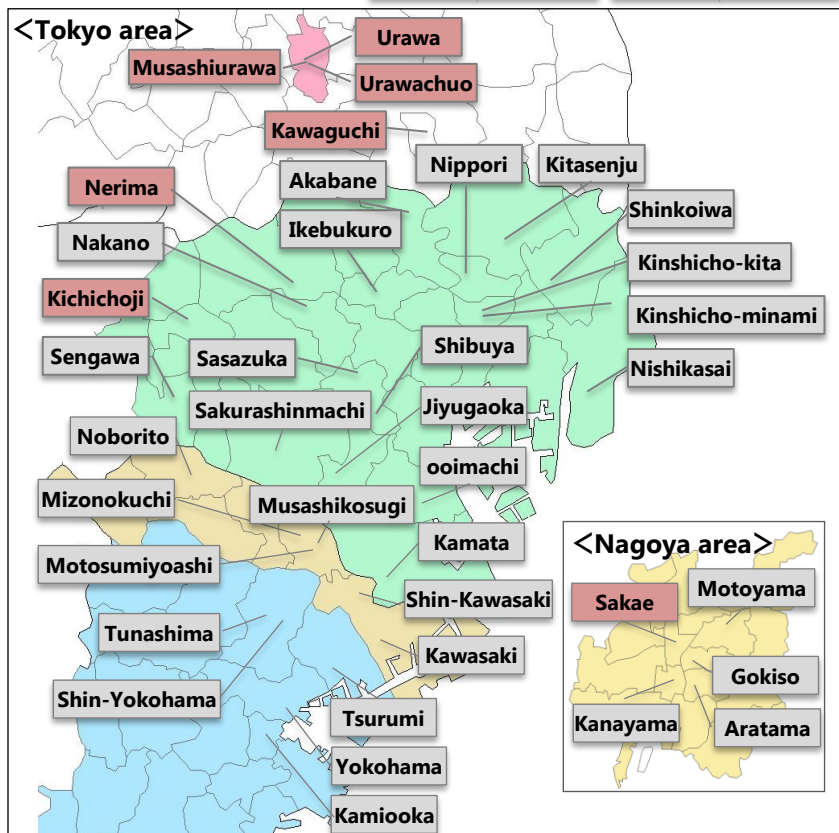 <Tokyo area>
Urawa
Musashiurawa
Urawachuo
Kawaguchi
Nippori
Kitasenju
Akabane
Nerima
Shinkoiwa
Ikebukuro
Nakano
Kinshicho-kita
Kichichoji
Kinshicho-minami
Shibuya
Sengawa
Sasazuka
Nishikasai
Sakurashinmachi
Jiyugaoka
Noborito
ooimachi
Mizonokuchi
Musashikosugi
Kamata
Motosumiyoashi
Shin-Kawasaki
Tunashima
Kawasaki
Shin-Yokohama
Tsurumi
Yokohama
Kamiooka
<Nagoya area>
Motoyama
Sakae
Gokiso
Kanayama
Aratama